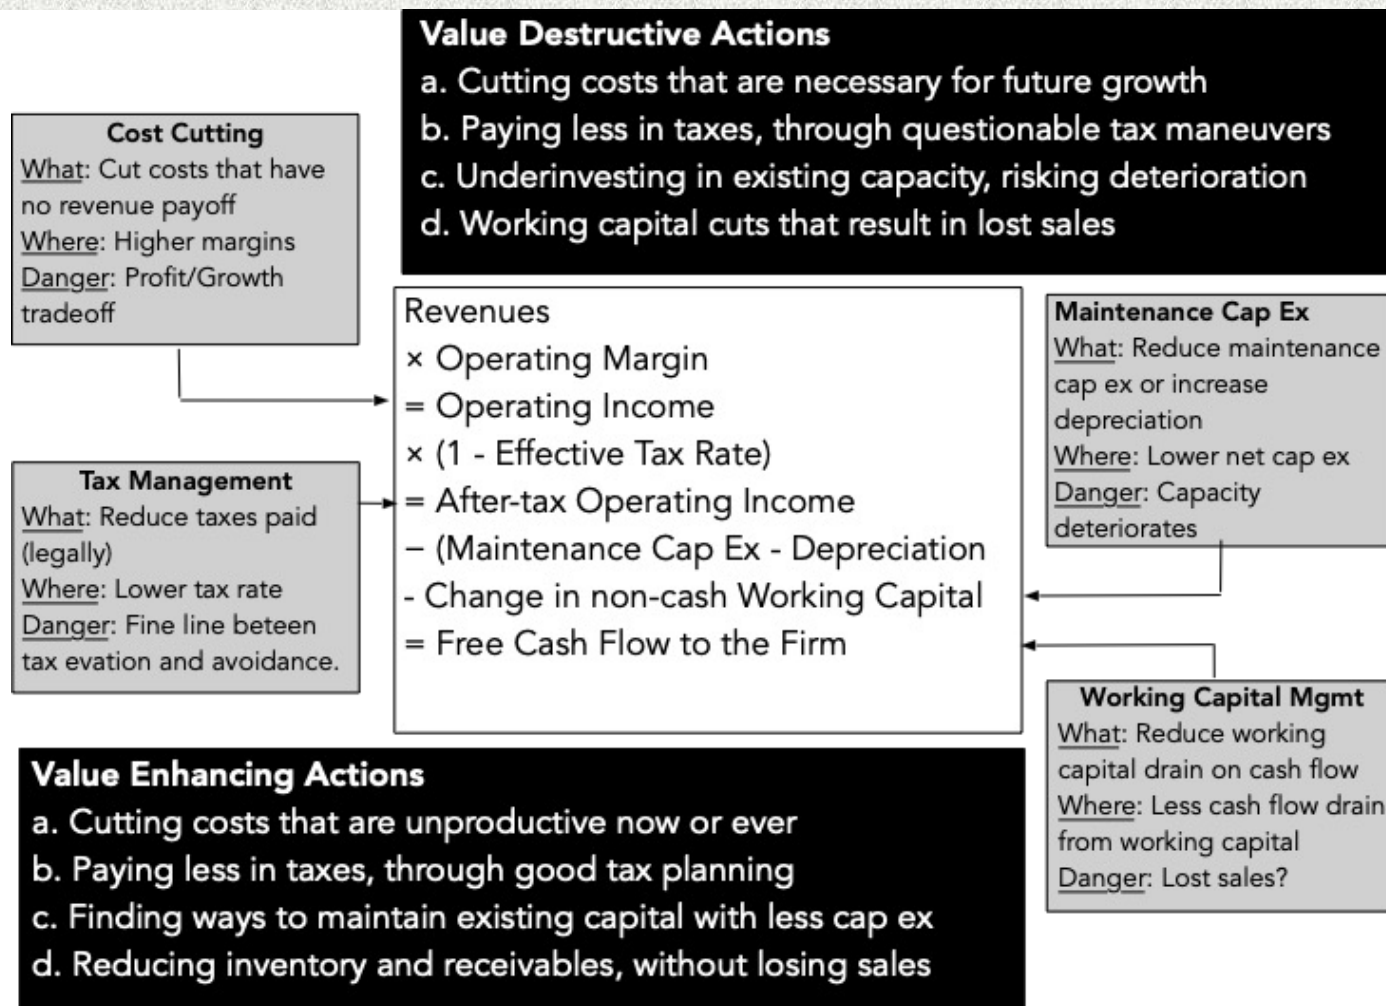 Value Destructive Actions
a. Cutting costs that are necessary for future growth
b. Paying less in taxes, through questionable tax maneuvers
c. Underinvesting in existing capacity, risking deterioration
d. Working capital cuts that result in lost sales
Cost Cutting
What: Cut costs that have
no revenue payoff
Where: Higher margins
Danger: Profit/Growth
tradeoff
Tax Management
What: Reduce taxes paid
(legally)
Where: Lower tax rate
Danger: Fine line beteen
tax evation and avoidance.
Revenues
× Operating Margin
= Operating Income
× (1 - Effective Tax Rate)
= After-tax Operating Income
– (Maintenance Cap Ex - Depreciation
- Change in non-cash Working Capital
= Free Cash Flow to the Firm
Maintenance Cap Ex
What: Reduce maintenance
cap ex or increase
depreciation
Where: Lower net cap ex
Danger: Capacity
deteriorates
Working Capital Mgmt
What: Reduce working
capital drain on cash flow
Where: Less cash flow drain
from working capital
Danger: Lost sales?
Value Enhancing Actions
a. Cutting costs that are unproductive now or ever
b. Paying less in taxes, through good tax planning
c. Finding ways to maintain existing capital with less cap ex
d. Reducing inventory and receivables, without losing sales